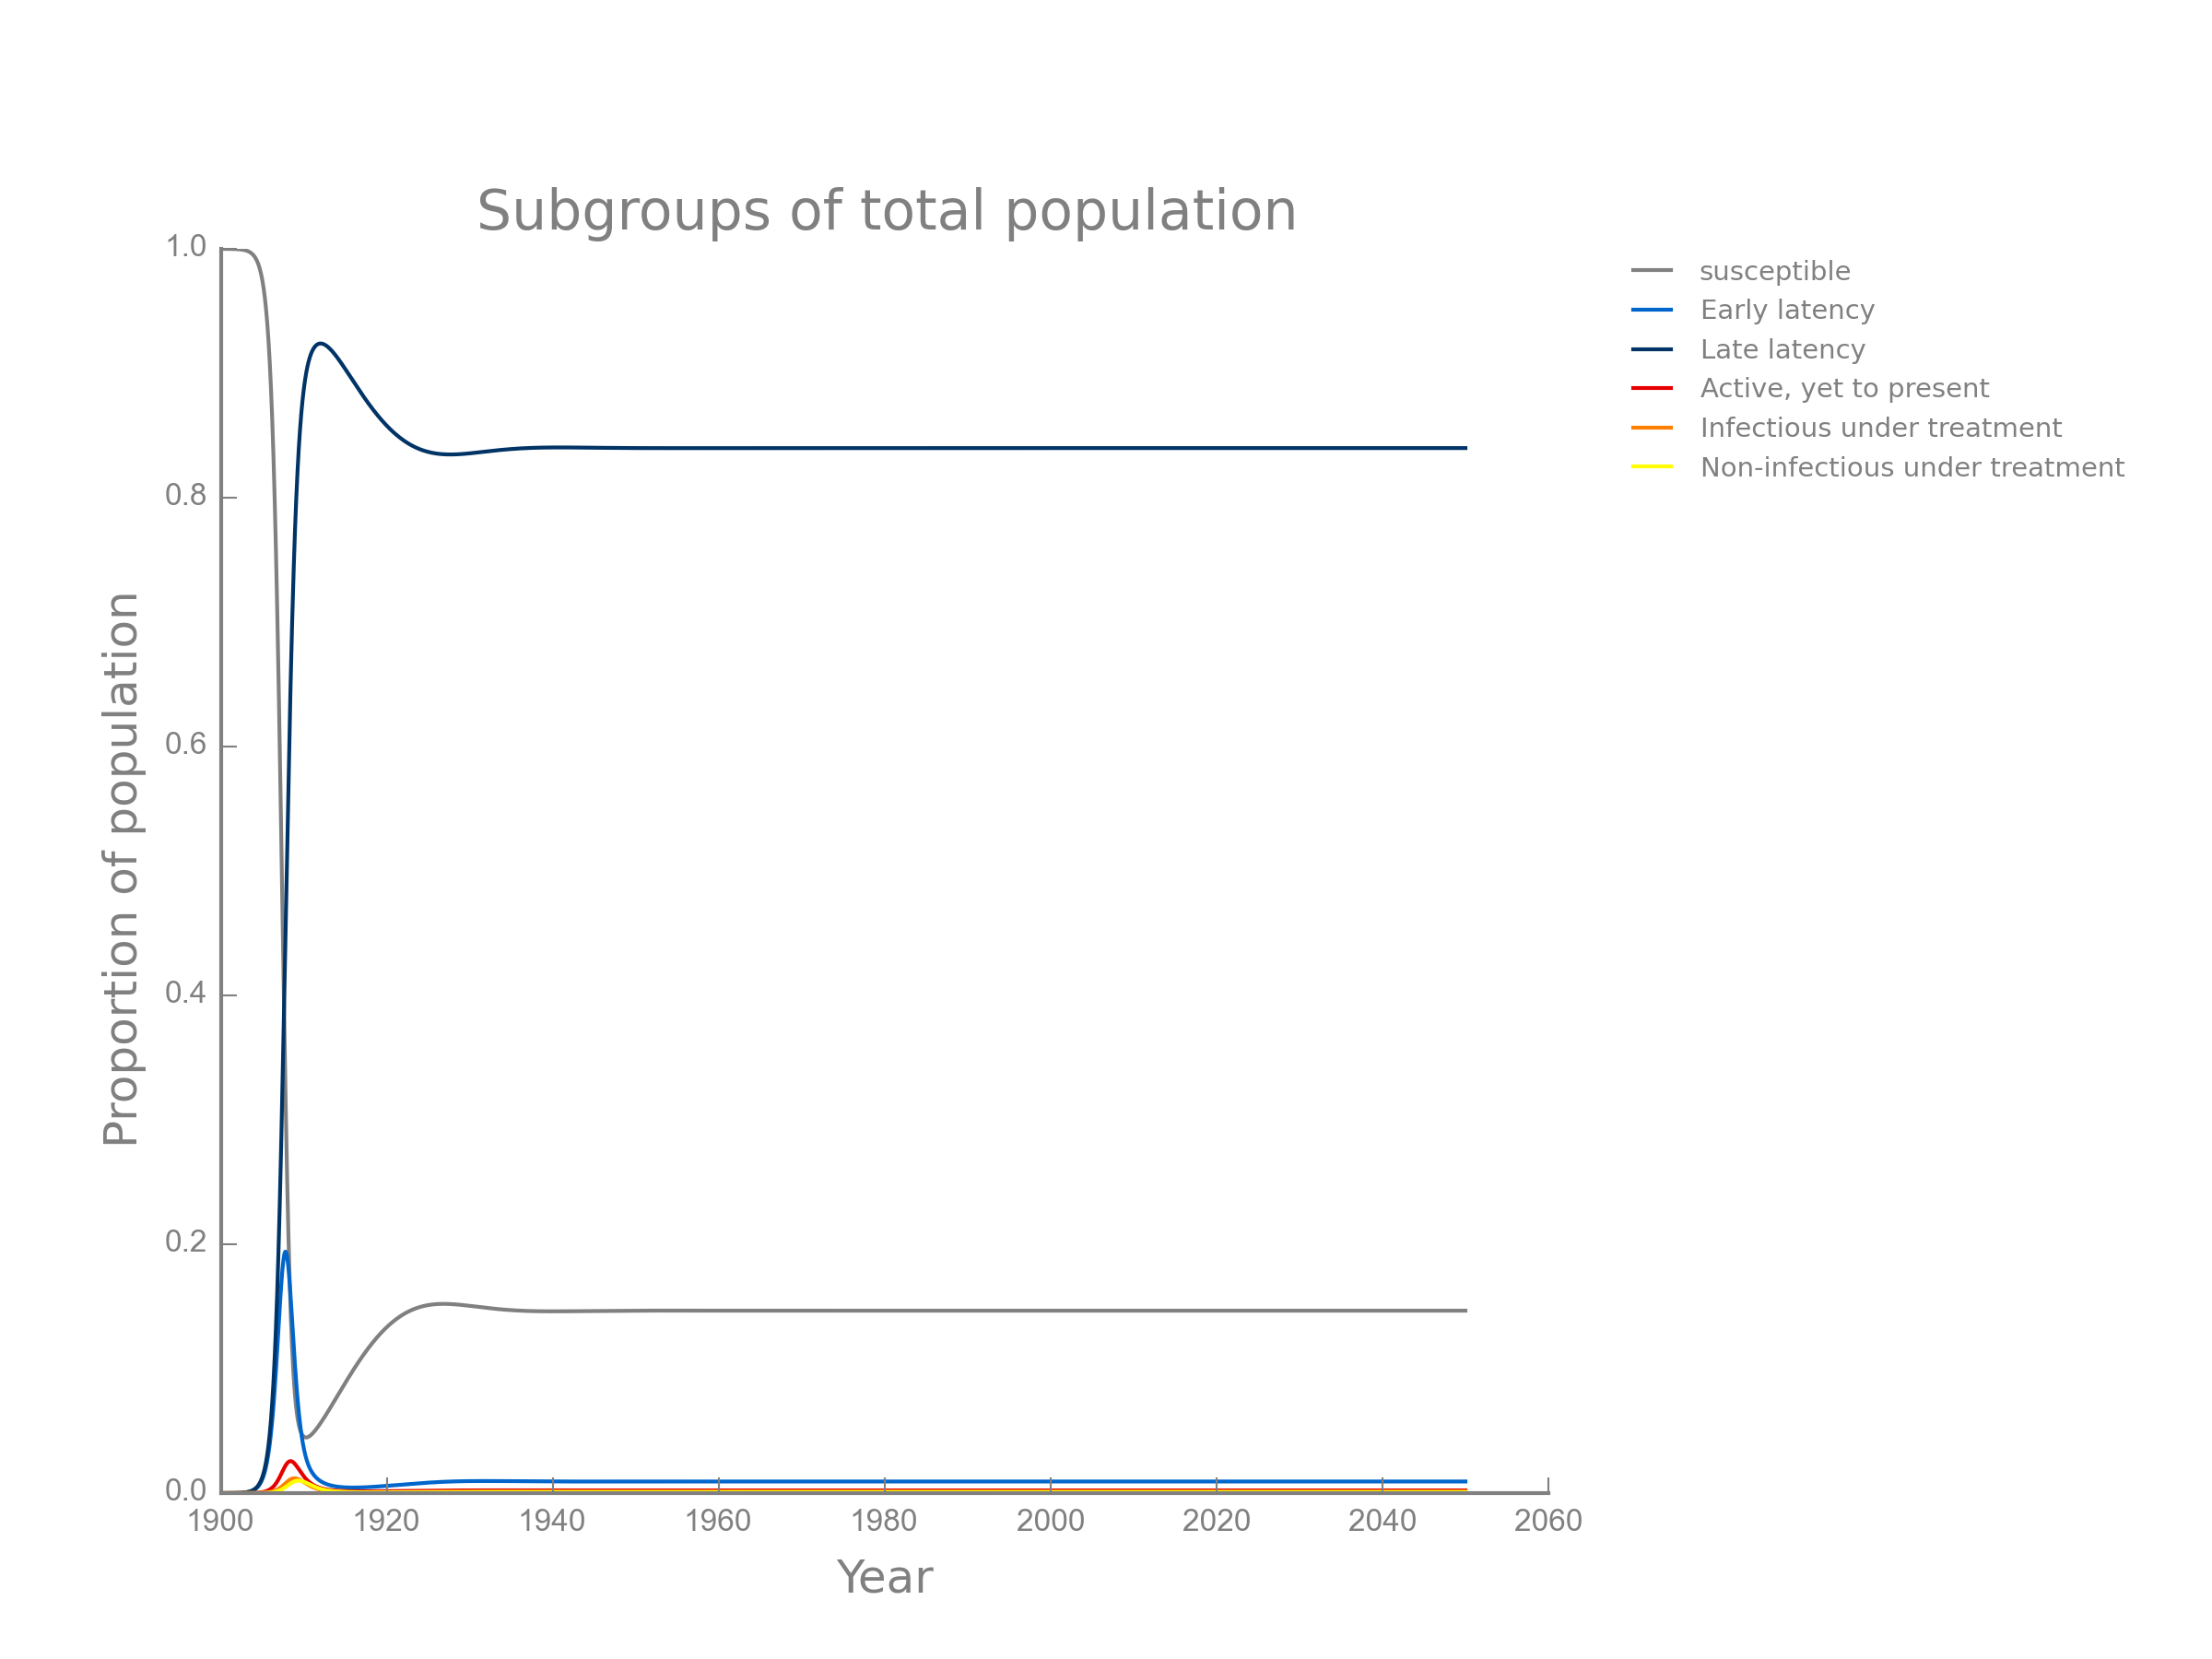 Subgroups of total population
1.0
0.8
0.6
0.4
0.2
0.0
Proportion of population
1900 1920 1940 1960 1980 2000 2020 2040 2060
Year
susceptible
Early latency
Late latency
Active, yet to present
Infectious under treatment
Non-infectious under treatment